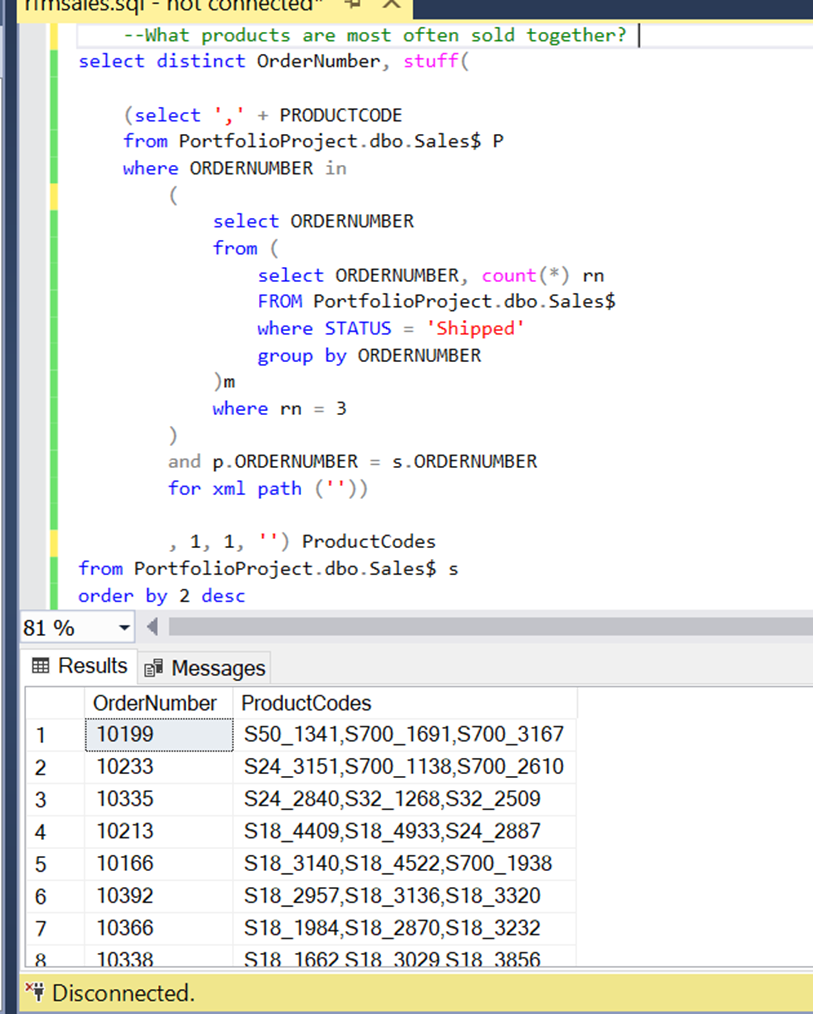 rfmsales.sql - not connected*
--What products are most often sold together?
select distinct OrderNumber, stuff(
(select ',' + PRODUCTCODE
from PortfolioProject.dbo.Sales$ P
where ORDERNUMBER in
(
select ORDERNUMBER
from (
select ORDERNUMBER, count(*) rn
FROM PortfolioProject.dbo.Sales$
where STATUS = 'Shipped'
group by ORDERNUMBER
)m
where rn = 3
)
and p.ORDERNUMBER = s.ORDERNUMBER
for xml path (''))
, 1, 1, '') ProductCodes
from PortfolioProject.dbo.Sales$ s
order by 2 desc
81 %
Results Messages
OrderNumber ProductCodes
1 10199 S50_1341,S700_1691,S700_3167
2 10233 S24_3151,S700_1138,S700_2610
3 10335 S24_2840,S32_1268,S32_2509
4 10213 S18_4409,S18_4933,S24_2887
5 10166 S18_3140,S18_4522,S700_1938
6 10392 S18_2957,S18_3136,S18_3320
7 10366 S18_1984,S18_2870,S18_3232
8 10338 S18_1662,S18_3029,S18_3856
Disconnected.